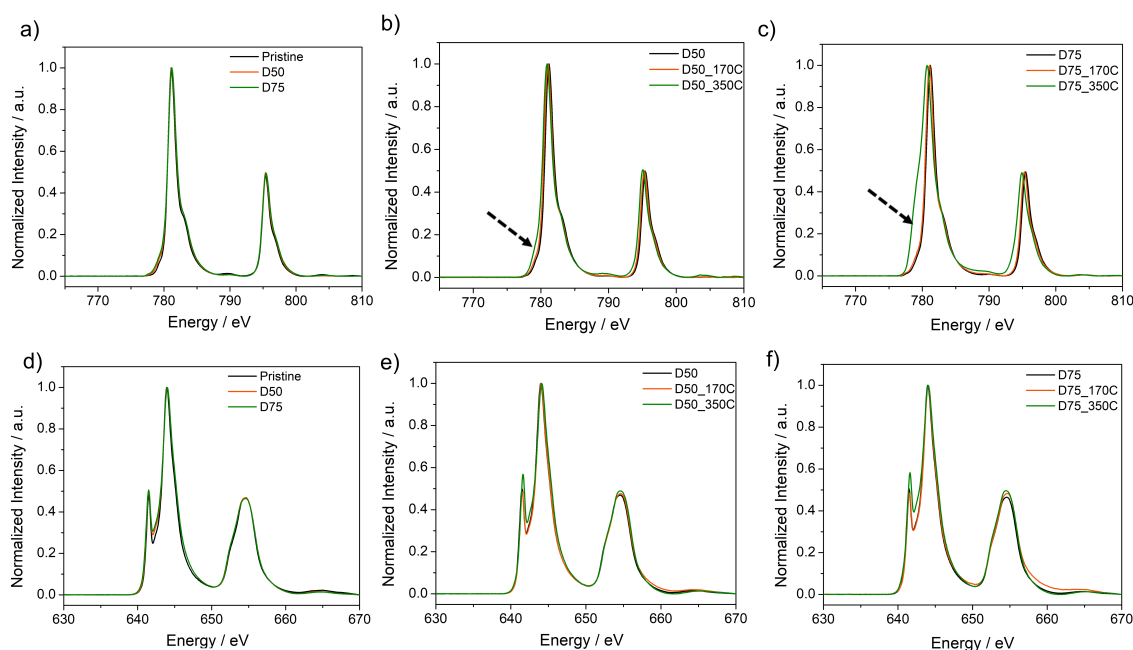 a)
Pristine
D50
D75
1.0
0.8
0.6
0.4
0.2
0.0
Normalized Intensity / a.u.
770 780 790 800 810
Energy / eV
b)
D50
D50_170C
D50_350C
1.0
0.8
0.6
0.4
0.2
0.0
Normalized Intensity / a.u.
770 780 790 800 810
Energy / eV
c)
D75
D75_170C
D75_350C
1.0
0.8
0.6
0.4
0.2
0.0
Normalized Intensity / a.u.
770 780 790 800 810
Energy / eV
d)
Pristine
D50
D75
1.0
0.8
0.6
0.4
0.2
0.0
Normalized Intensity / a.u.
630 640 650 660 670
Energy / eV
e)
D50
D50_170C
D50_350C
1.0
0.8
0.6
0.4
0.2
0.0
Normalized Intensity / a.u.
630 640 650 660 670
Energy / eV
f)
D75
D75_170C
D75_350C
1.0
0.8
0.6
0.4
0.2
0.0
Normalized Intensity / a.u.
630 640 650 660 670
Energy / eV